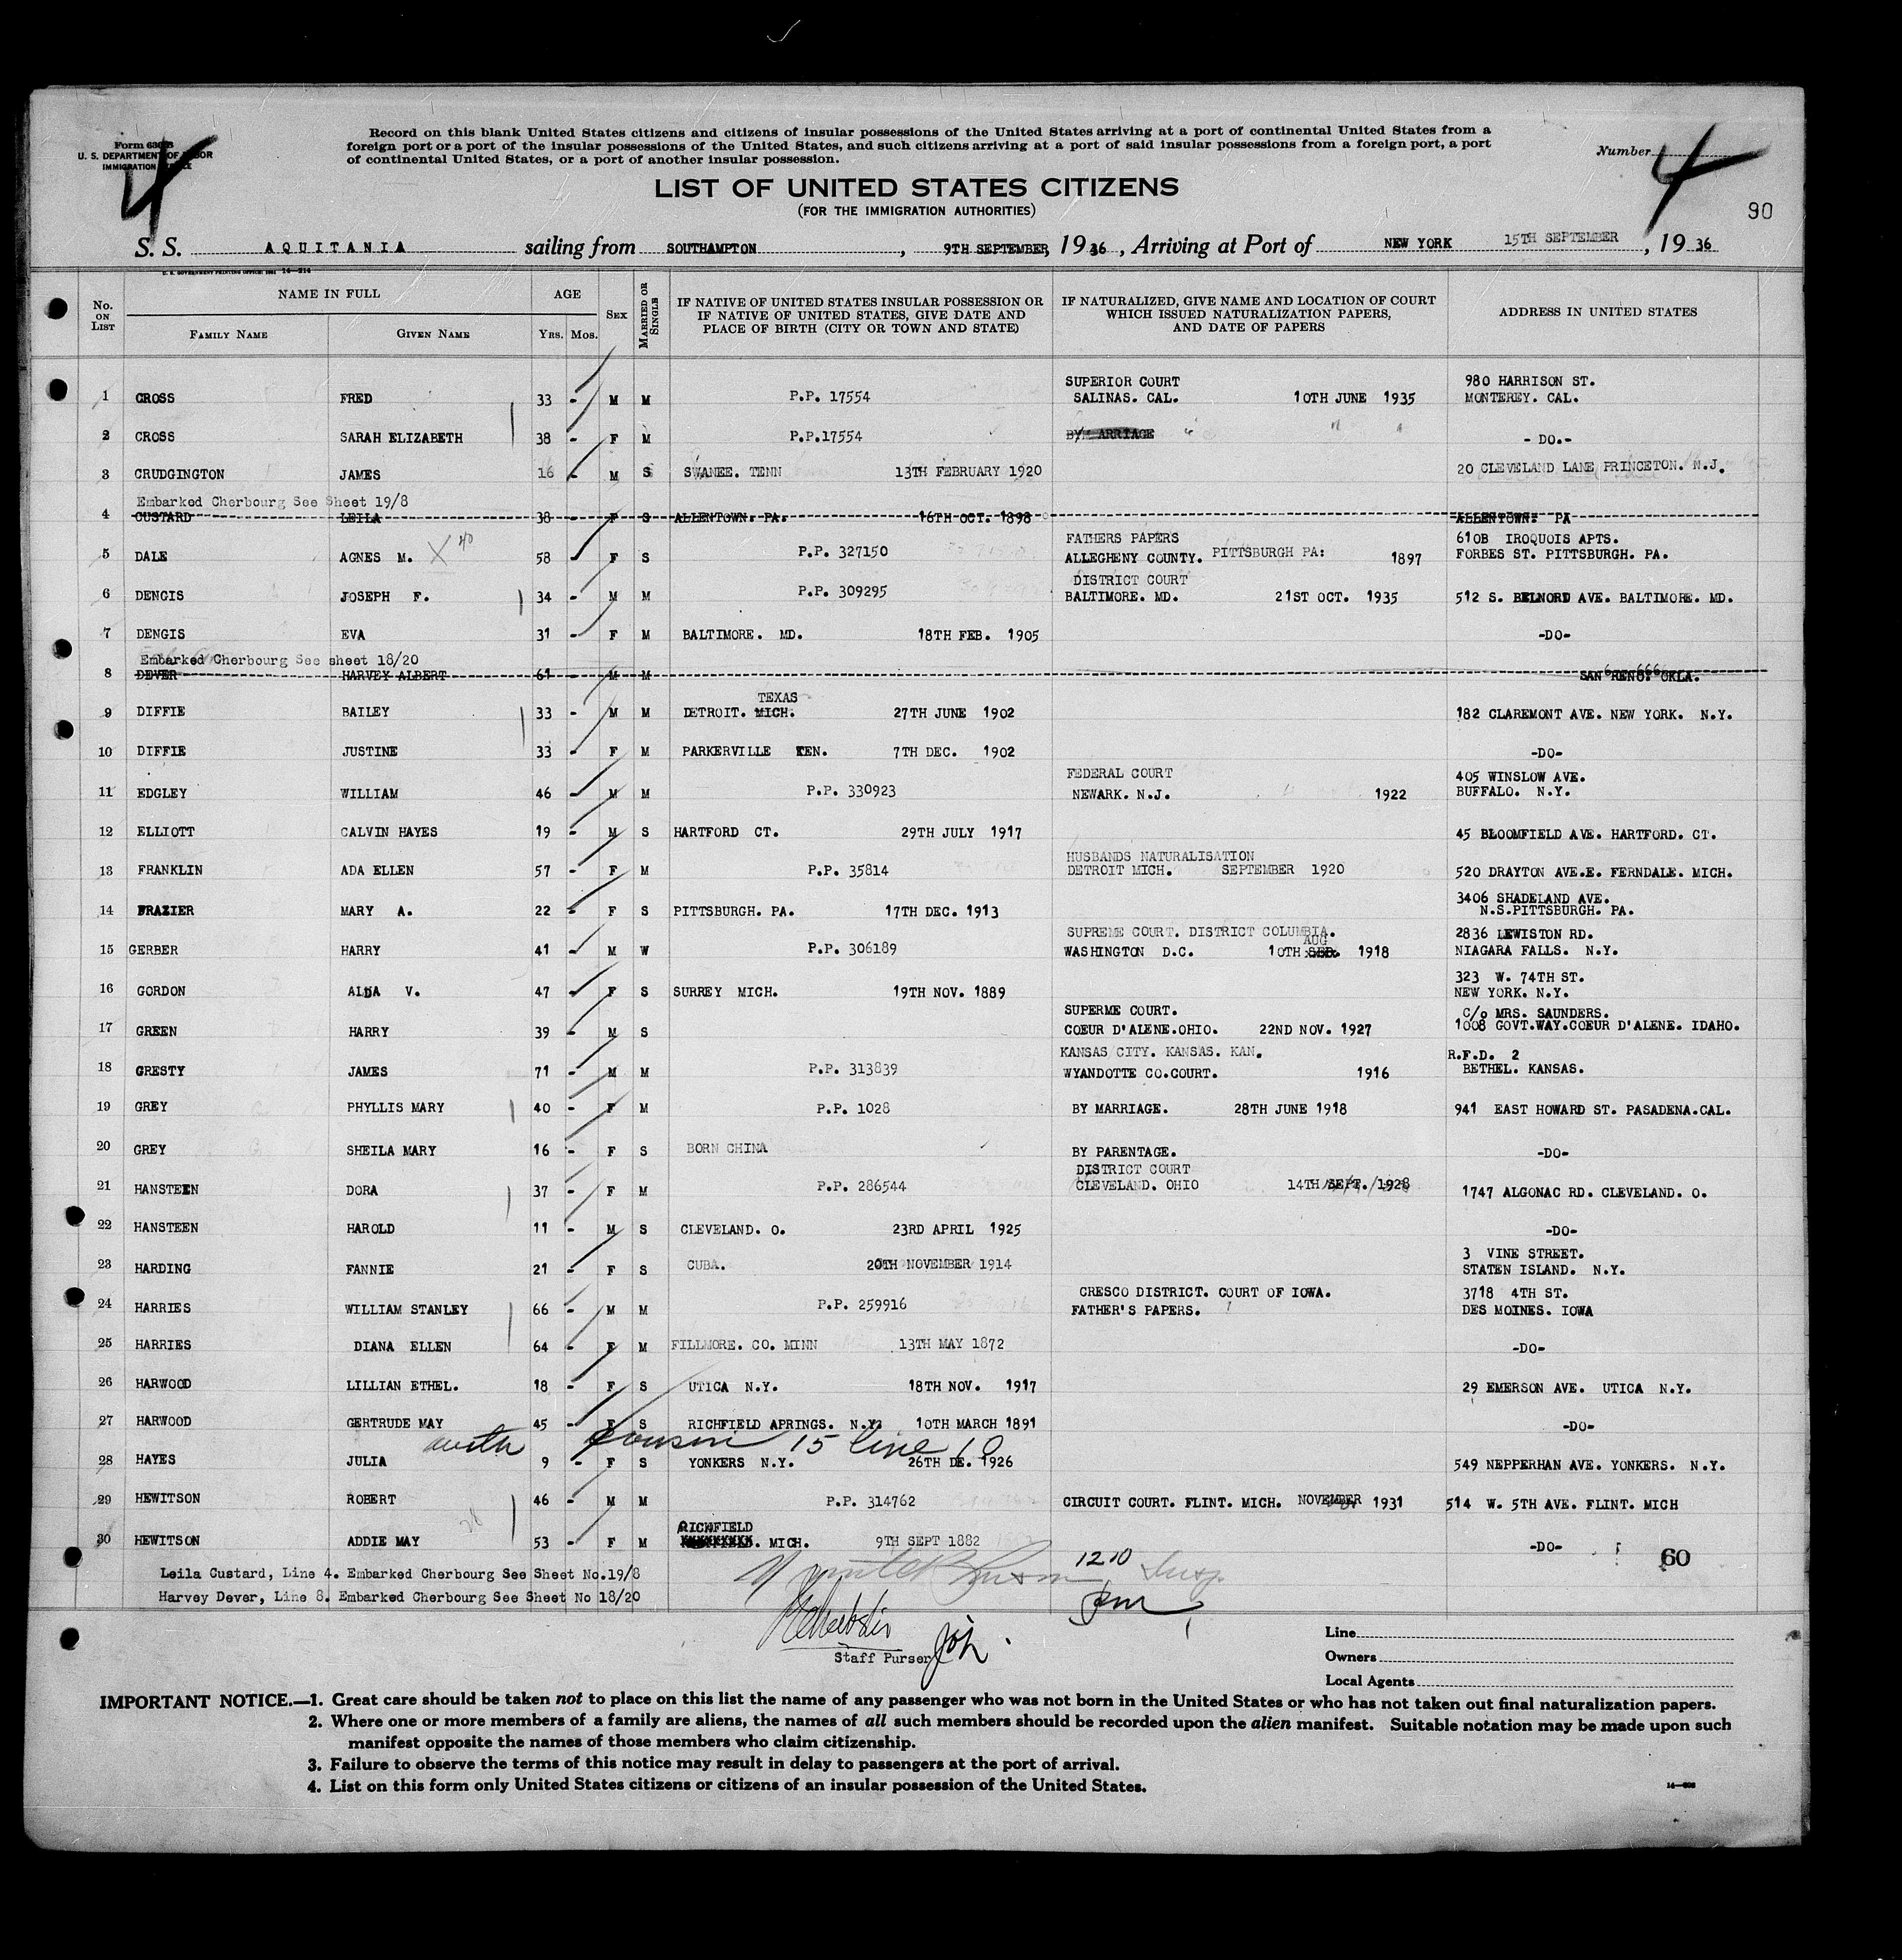 Form 630 B
U. S. DEPARTMENT OF LABOR
IMMIGRATION SERVICE
Record on this blank United States citizens and citizens of insular possessions of the United States arriving at a port of continental United States from a
foreign port or a port of the insular possessions of the United States, and such citizens arriving at a port of said insular possessions from a foreign port, a port
of continental United States, or a port of another insular possession.
4
Number 4
LIST OF UNITED STATES CITIZENS
(FOR THE IMMIGRATION AUTHORITIES)
90
S. S. AQUITANIA sailing from SOUTHAMPTON, 9TH SEPTEMBER, 1936, Arriving at Port of NEW YORK 15TH SEPTEMBER, 1936
U. S. GOVERNMENT PRINTING OFFICE: 14—214
No. ON LIST
NAME IN FULL
FAMILY NAME GIVEN NAME
AGE
YRS. MOS.
SEX
MARRIED OR SINGLE
IF NATIVE OF UNITED STATES INSULAR POSSESSION OR
IF NATIVE OF UNITED STATES, GIVE DATE AND
PLACE OF BIRTH (CITY OR TOWN AND STATE)
IF NATURALIZED, GIVE NAME AND LOCATION OF COURT
WHICH ISSUED NATURALIZATION PAPERS,
AND DATE OF PAPERS
ADDRESS IN UNITED STATES
SUPERIOR COURT 980 HARRISON ST.
1 CROSS FRED 33 - M M P.P. 17554 SALINAS. CAL. 10TH JUNE 1935 MONTEREY. CAL.
2 CROSS SARAH ELIZABETH 38 - F M P.P.17554 BY MARRIAGE " " " - DO.-
3 CRUDGINGTON JAMES 16 - M S SWANEE. TENN 13TH FEBRUARY 1920 20 CLEVELAND LANE PRINCETON. N.J.
Embarked Cherbourg See Sheet 19/8
4 CUSTARD LEILA 38 - F S ALLENTOWN. PA. 16TH OCT. 1898 ALLENTOWN. PA
FATHERS PAPERS 610B IROQUOIS APTS.
5 DALE AGNES M. X 40 58 - F S P.P. 327150 ALLEGHENY COUNTY. PITTSBURGH PA: 1897 FORBES ST. PITTSBURGH. PA.
DISTRICT COURT
6 DENGIS JOSEPH F. 34 - M M P.P. 309295 BALTIMORE. MD. 21ST OCT. 1935 512 S. BELNORD AVE. BALTIMORE. MD.
7 DENGIS EVA 31 - F M BALTIMORE. MD. 18TH FEB. 1905 -DO-
Embarked Cherbourg See sheet 18/20
8 DEVER HARVEY ALBERT 61 - M M RENO. OKLA.
TEXAS
9 DIFFIE BAILEY 33 - M M DETROIT. MICH. 27TH JUNE 1902 182 CLAREMONT AVE. NEW YORK. N.Y.
10 DIFFIE JUSTINE 33 - F M PARKERVILLE TEN. 7TH DEC. 1902 -DO-
FEDERAL COURT 405 WINSLOW AVE.
11 EDGLEY WILLIAM 46 - M M P.P. 330923 NEWARK. N.J. 1922 BUFFALO. N.Y.
12 ELLIOTT CALVIN HAYES 19 - M S HARTFORD CT. 29TH JULY 1917 45 BLOOMFIELD AVE. HARTFORD. CT.
HUSBANDS NATURALISATION
13 FRANKLIN ADA ELLEN 57 - F M P.P. 35814 DETROIT MICH. SEPTEMBER 1920 520 DRAYTON AVE.E. FERNDALE. MICH.
3406 SHADELAND AVE.
14 FRAZIER MARY A. 22 - F S PITTSBURGH. PA. 17TH DEC. 1913 N.S.PITTSBURGH. PA.
SUPREME COURT. DISTRICT COLUMBIA. 2836 LEWISTON RD.
AUG
15 GERBER HARRY 41 - M W P.P. 306189 WASHINGTON D.C. 10TH SEP. 1918 NIAGARA FALLS. N.Y.
323 W. 74TH ST.
16 GORDON ALDA V. 47 - F S SURREY MICH. 19TH NOV. 1889 NEW YORK. N.Y.
SUPERME COURT. C/o MRS. SAUNDERS.
17 GREEN HARRY 39 - M S COEUR D'ALENE.OHIO. 22ND NOV. 1927 1008 GOVT.WAY.COEUR D'ALENE. IDAHO.
KANSAS CITY. KANSAS. KAN. R.F.D. 2
18 GRESTY JAMES 71 - M M P.P. 313839 WYANDOTTE CO.COURT. 1916 BETHEL. KANSAS.
19 GREY PHYLLIS MARY 40 - F M P.P. 1028 BY MARRIAGE. 28TH JUNE 1918 941 EAST HOWARD ST. PASADENA.CAL.
20 GREY SHEILA MARY 16 - F S BORN CHINA BY PARENTAGE. -DO-
DISTRICT COURT
21 HANSTEEN DORA 37 - F M P.P. 286544 CLEVELAND. OHIO 14TH SEPT. 1928 1747 ALGONAC RD. CLEVELAND. O.
22 HANSTEEN HAROLD 11 - M S CLEVELAND. O. 23RD APRIL 1925 -DO-
3 VINE STREET.
23 HARDING FANNIE 21 - F S CUBA. 20TH NOVEMBER 1914 STATEN ISLAND. N.Y.
CRESCO DISTRICT. COURT OF IOWA. 3718 4TH ST.
24 HARRIES WILLIAM STANLEY 66 - M M P.P. 259916 FATHER'S PAPERS. DES MOINES. IOWA
25 HARRIES DIANA ELLEN 64 - F M FILLMORE. CO. MINN 13TH MAY 1872 -DO-
26 HARWOOD LILLIAN ETHEL. 18 - F S UTICA N.Y. 18TH NOV. 1917 29 EMERSON AVE. UTICA N.Y.
27 HARWOOD GERTRUDE MAY 45 - F S RICHFIELD APRINGS. N.Y. 10TH MARCH 1891 -DO-
with cousin 15 line 10
28 HAYES JULIA 9 - F S YONKERS N.Y. 26TH DE. 1926 549 NEPPERHAN AVE. YONKERS. N.Y.
29 HEWITSON ROBERT 46 - M M P.P. 314762 CIRCUIT COURT. FLINT. MICH. NOVEMBER 1931 514 W. 5TH AVE. FLINT. MICH
RICHFIELD
30 HEWITSON ADDIE MAY 53 - F M MICH. 9TH SEPT 1882 -DO-
60
1210
Leila Custard, Line 4. Embarked Cherbourg See Sheet No.19/8
Harvey Dever, Line 8. Embarked Cherbourg See Sheet No 18/20
Staff Purser
Line
Owners
Local Agents
IMPORTANT NOTICE.—1. Great care should be taken not to place on this list the name of any passenger who was not born in the United States or who has not taken out final naturalization papers.
2. Where one or more members of a family are aliens, the names of all such members should be recorded upon the alien manifest. Suitable notation may be made upon such
manifest opposite the names of those members who claim citizenship.
3. Failure to observe the terms of this notice may result in delay to passengers at the port of arrival.
4. List on this form only United States citizens or citizens of an insular possession of the United States.